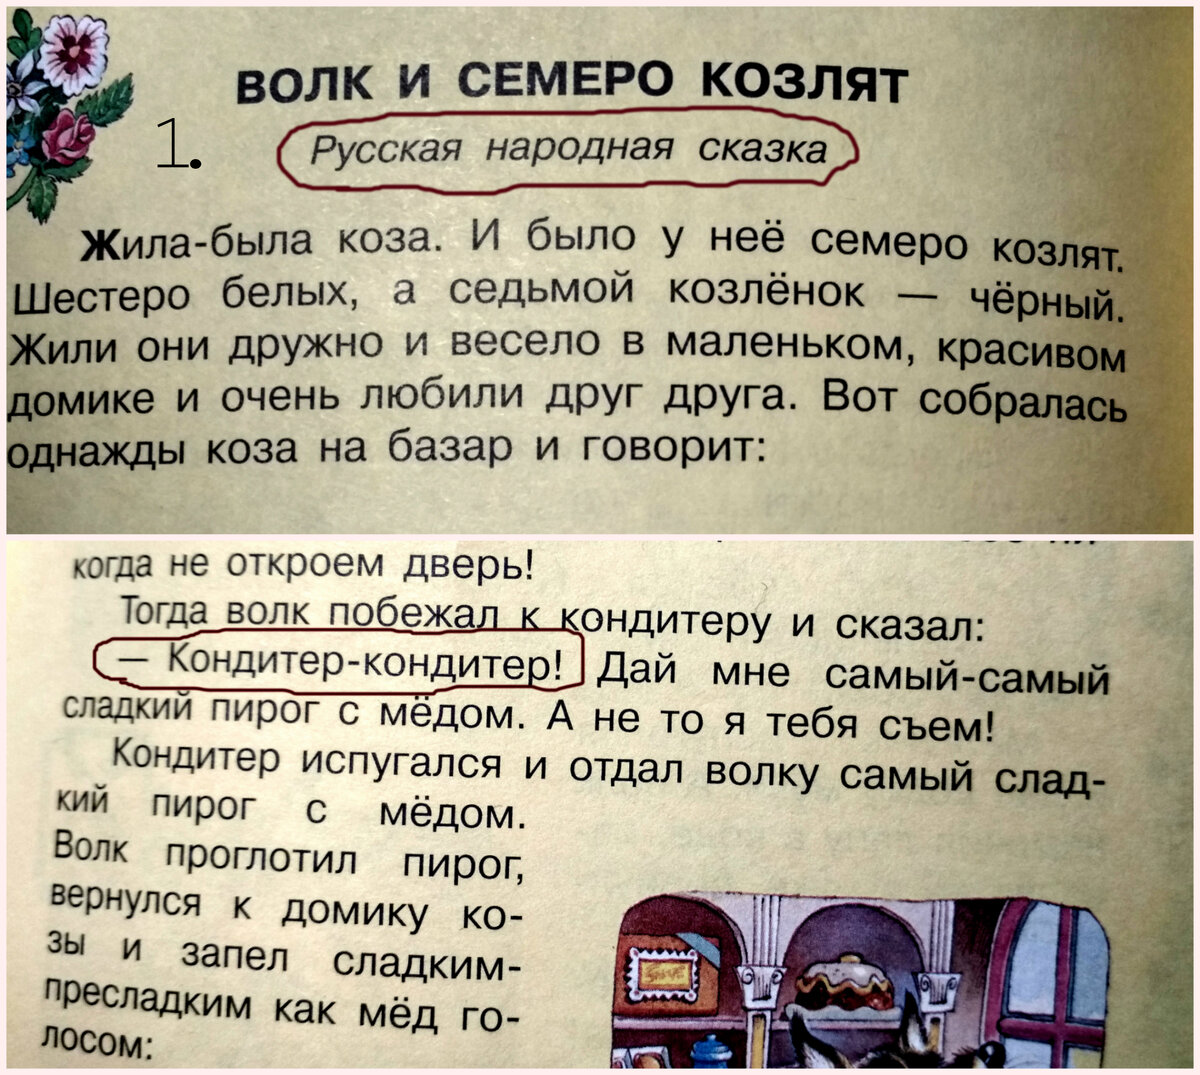 ВОЛК И СЕМЕРО КОЗЛЯТ
1.
Русская народная сказка
Жила-была коза. И было у неё семеро козлят.
Шестеро белых, а седьмой козлёнок — чёрный.
Жили они дружно и весело в маленьком, красивом
домике и очень любили друг друга. Вот собралась
однажды коза на базар и говорит:
когда не откроем дверь!
Тогда волк побежал к кондитеру и сказал:
— Кондитер-кондитер! Дай мне самый-самый
сладкий пирог с мёдом. А не то я тебя съем!
Кондитер испугался и отдал волку самый слад-
кий пирог с мёдом.
Волк проглотил пирог,
вернулся к домику ко-
зы и запел сладким-
пресладким как мёд го-
лосом: